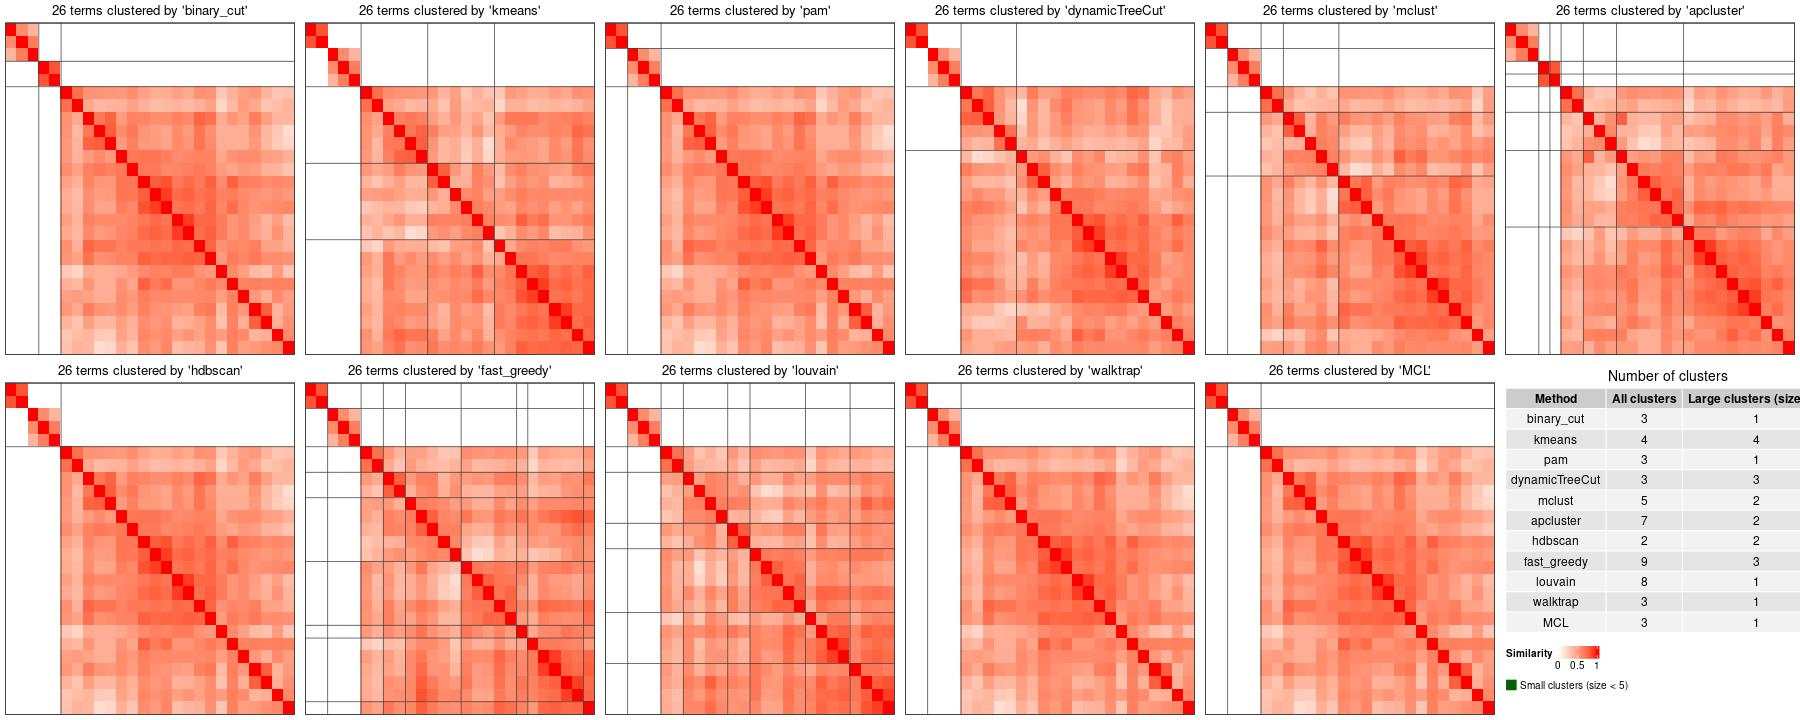 26 terms clustered by 'binary_cut'
26 terms clustered by 'kmeans'
26 terms clustered by 'pam'
26 terms clustered by 'dynamicTreeCut'
26 terms clustered by 'mclust'
26 terms clustered by 'apcluster'
26 terms clustered by 'hdbscan'
26 terms clustered by 'fast_greedy'
26 terms clustered by 'louvain'
26 terms clustered by 'walktrap'
26 terms clustered by 'MCL'
Number of clusters
Method All clusters Large clusters (size
binary_cut 3 1
kmeans 4 4
pam 3 1
dynamicTreeCut 3 3
mclust 5 2
apcluster 7 2
hdbscan 2 2
fast_greedy 9 3
louvain 8 1
walktrap 3 1
MCL 3 1
Similarity
0 0.5 1
Small clusters (size < 5)